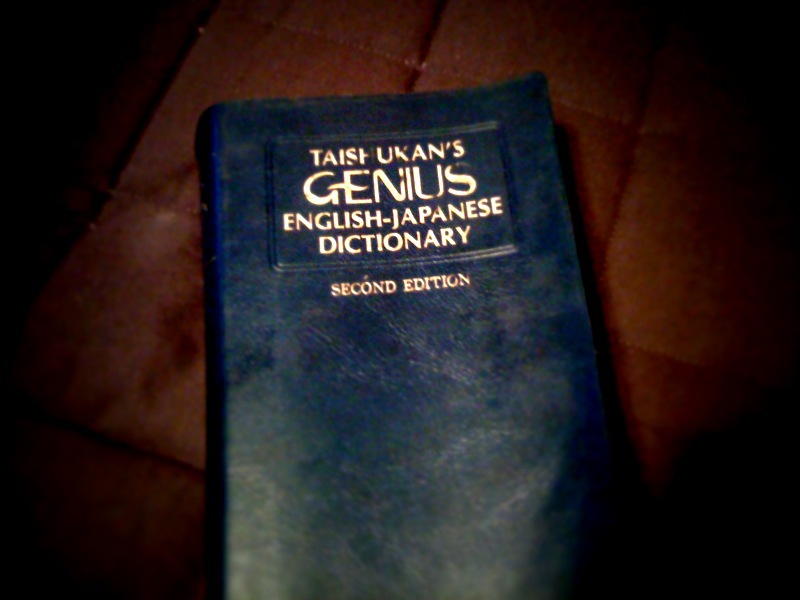 TAISHUKAN'S
GENIUS
ENGLISH-JAPANESE
DICTIONARY
SECOND EDITION